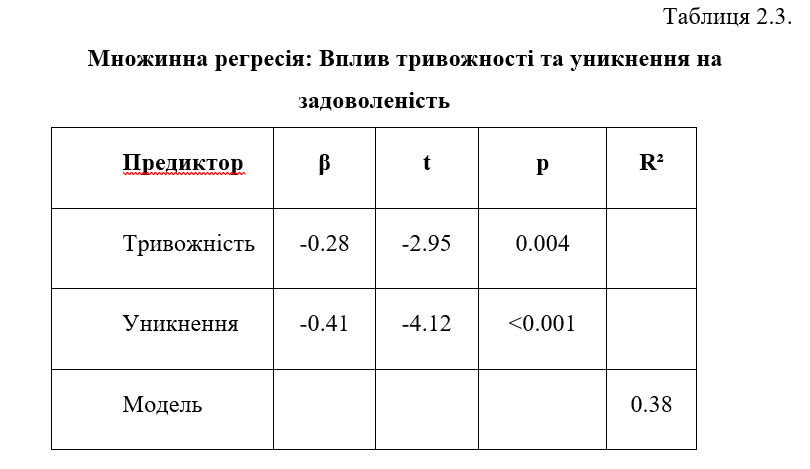 Таблиця 2.3.
Множинна регресія: Вплив тривожності та уникнення на
задоволеність
Предиктор β t p R²
Тривожність -0.28 -2.95 0.004
Уникнення -0.41 -4.12 <0.001
Модель 0.38